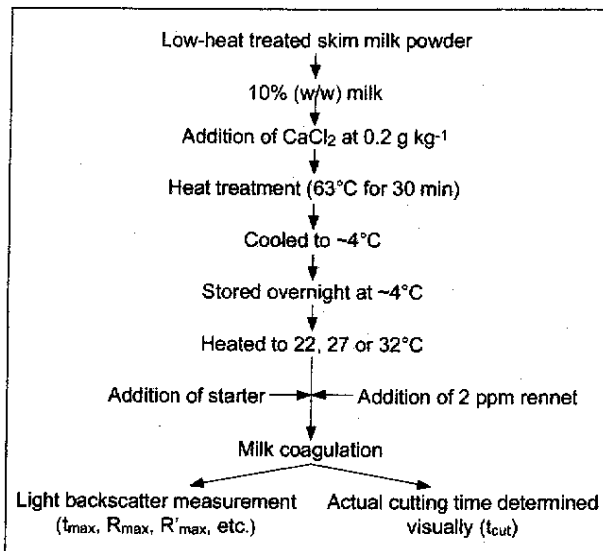 Low-heat treated skim milk powder
10% (w/w) milk
Addition of CaCl₂ at 0.2 g kg⁻¹
Heat treatment (63°C for 30 min)
Cooled to ~4°C
Stored overnight at ~4°C
Heated to 22, 27 or 32°C
Addition of starter
Addition of 2 ppm rennet
Milk coagulation
Light backscatter measurement
(tmax, Rmax, R'max, etc.)
Actual cutting time determined
visually (tcut)